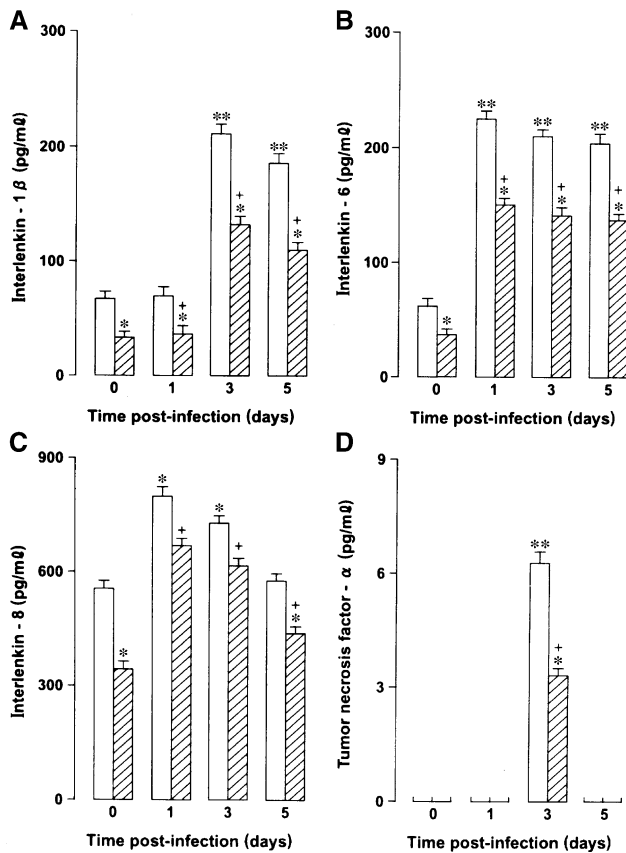 A
Interlenkin - 1β (pg/mℓ)
300
200
100
0
**
**
+
*
+
*
+
*
*
0 1 3 5
Time post-infection (days)
B
Interlenkin - 6 (pg/mℓ)
300
200
100
0
**
**
**
+
*
+
*
+
*
*
0 1 3 5
Time post-infection (days)
C
Interlenkin - 8 (pg/mℓ)
900
600
300
0
*
*
+
+
+
*
*
0 1 3 5
Time post-infection (days)
D
Tumor necrosis factor - α (pg/mℓ)
9
6
3
0
**
+
*
0 1 3 5
Time post-infection (days)